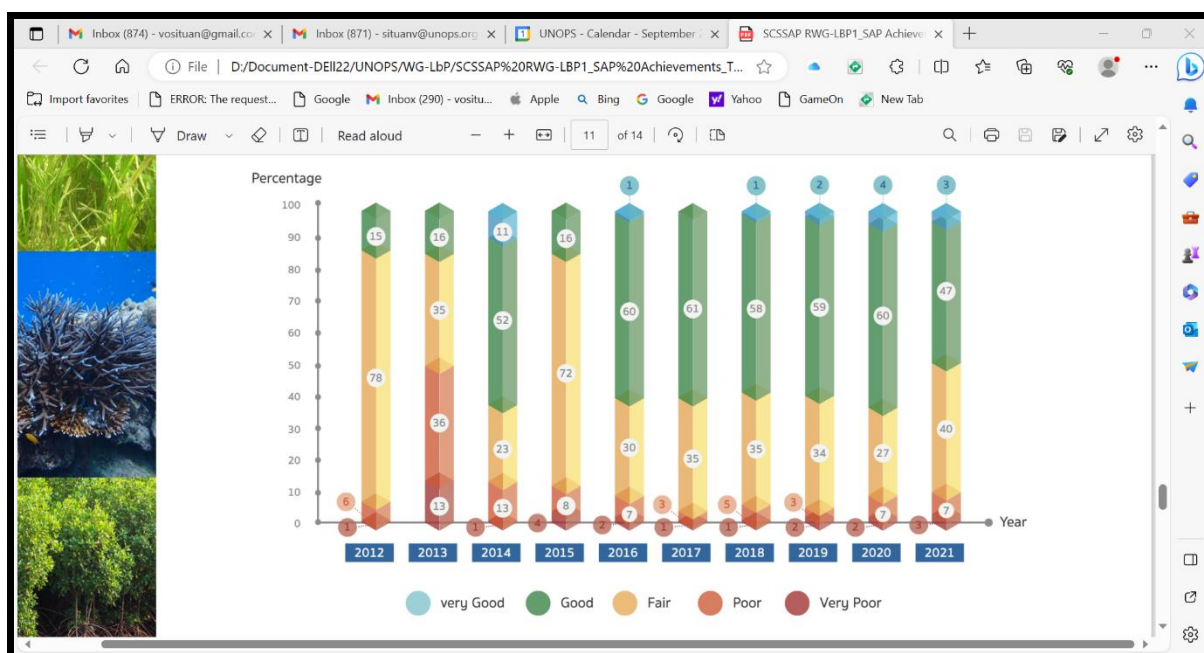 Inbox (874) - vosituan@gmail.co
Inbox (871) - situanv@unops.org
UNOPS - Calendar - September
SCSSAP RWG-LBP1_SAP Achieve
File | D:/Document-DEll22/UNOPS/WG-LbP/SCSSAP%20RWG-LBP1_SAP%20Achievements_T...
Import favorites ERROR: The request... Google Inbox (290) - vositu... Apple Bing Google Yahoo GameOn New Tab
Draw Read aloud 11 of 14
Percentage
1 1 2 4 3
100
90 15 16 11 16
80
70 35 47
60 52 60 61 58 59 60
50
40 78 72
30 36 40
20 23 30 35 35 34 27
10
6 13 13 8 7 3 5 3 7 7
0 1 1 4 2 1 1 2 2 3 Year
2012 2013 2014 2015 2016 2017 2018 2019 2020 2021
very Good Good Fair Poor Very Poor